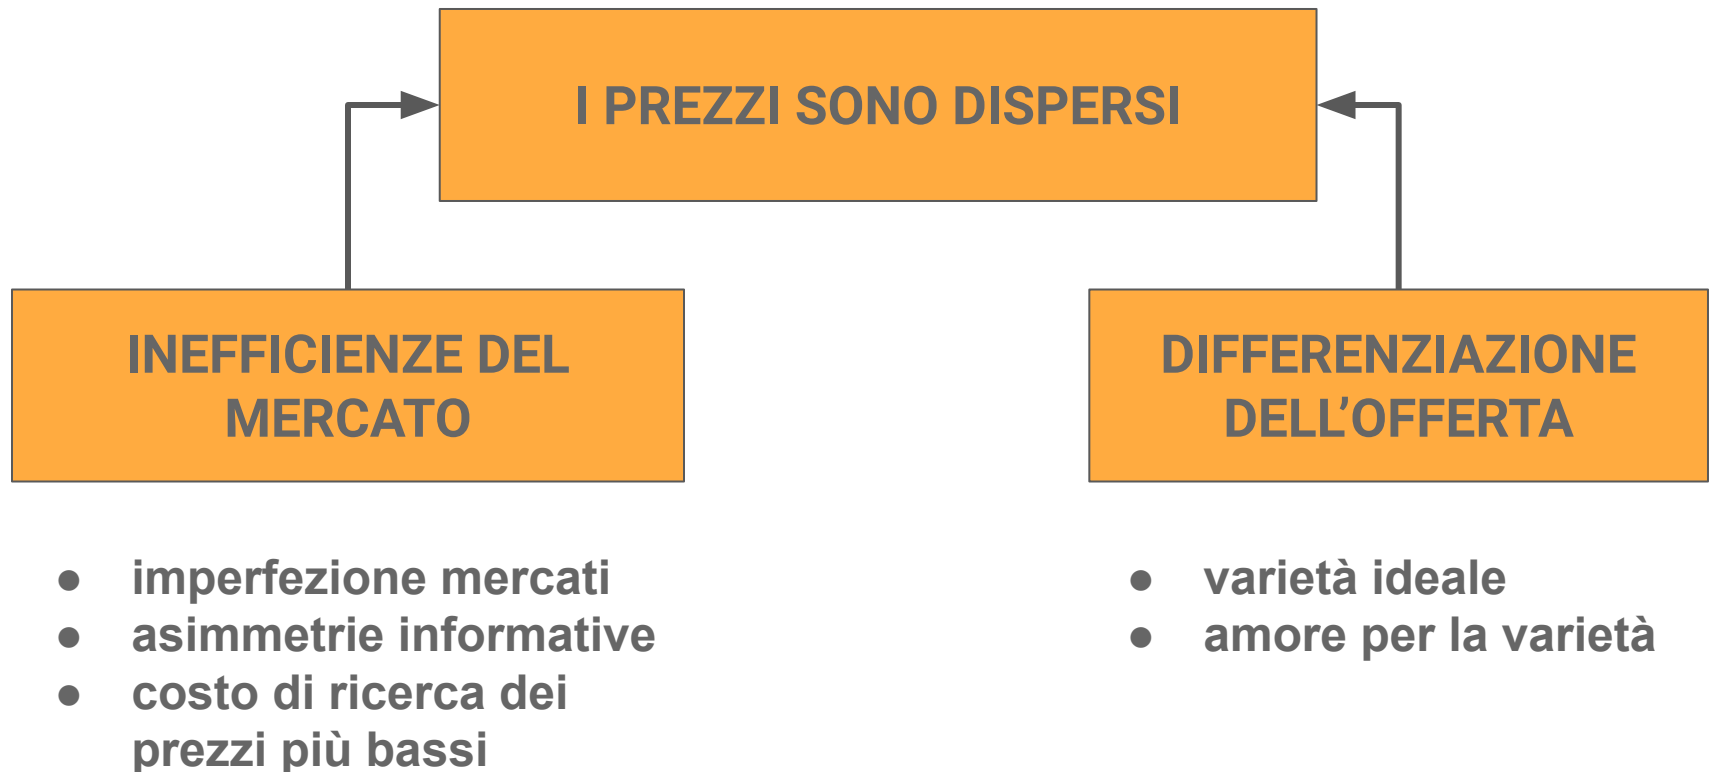 I PREZZI SONO DISPERSI
INEFFICIENZE DEL
MERCATO
DIFFERENZIAZIONE
DELL’OFFERTA
● imperfezione mercati
● asimmetrie informative
● costo di ricerca dei
prezzi più bassi
● varietà ideale
● amore per la varietà